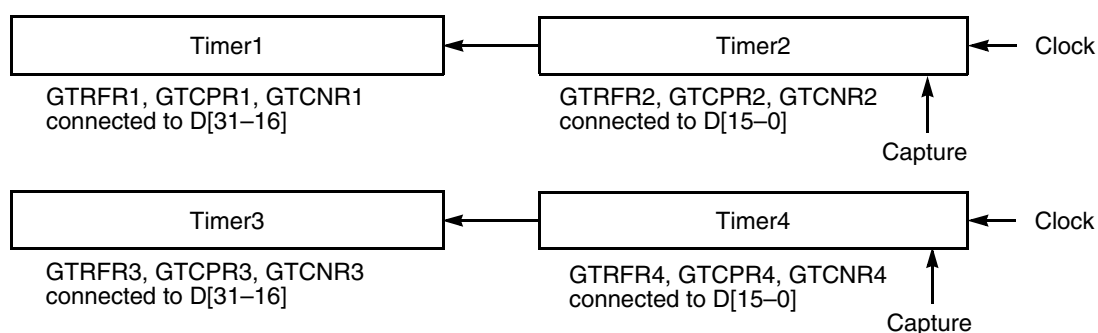 Timer1
Timer2
Clock
GTRFR1, GTCPR1, GTCNR1
connected to D[31–16]
GTRFR2, GTCPR2, GTCNR2
connected to D[15–0]
Capture
Timer3
Timer4
Clock
GTRFR3, GTCPR3, GTCNR3
connected to D[31–16]
GTRFR4, GTCPR4, GTCNR4
connected to D[15–0]
Capture